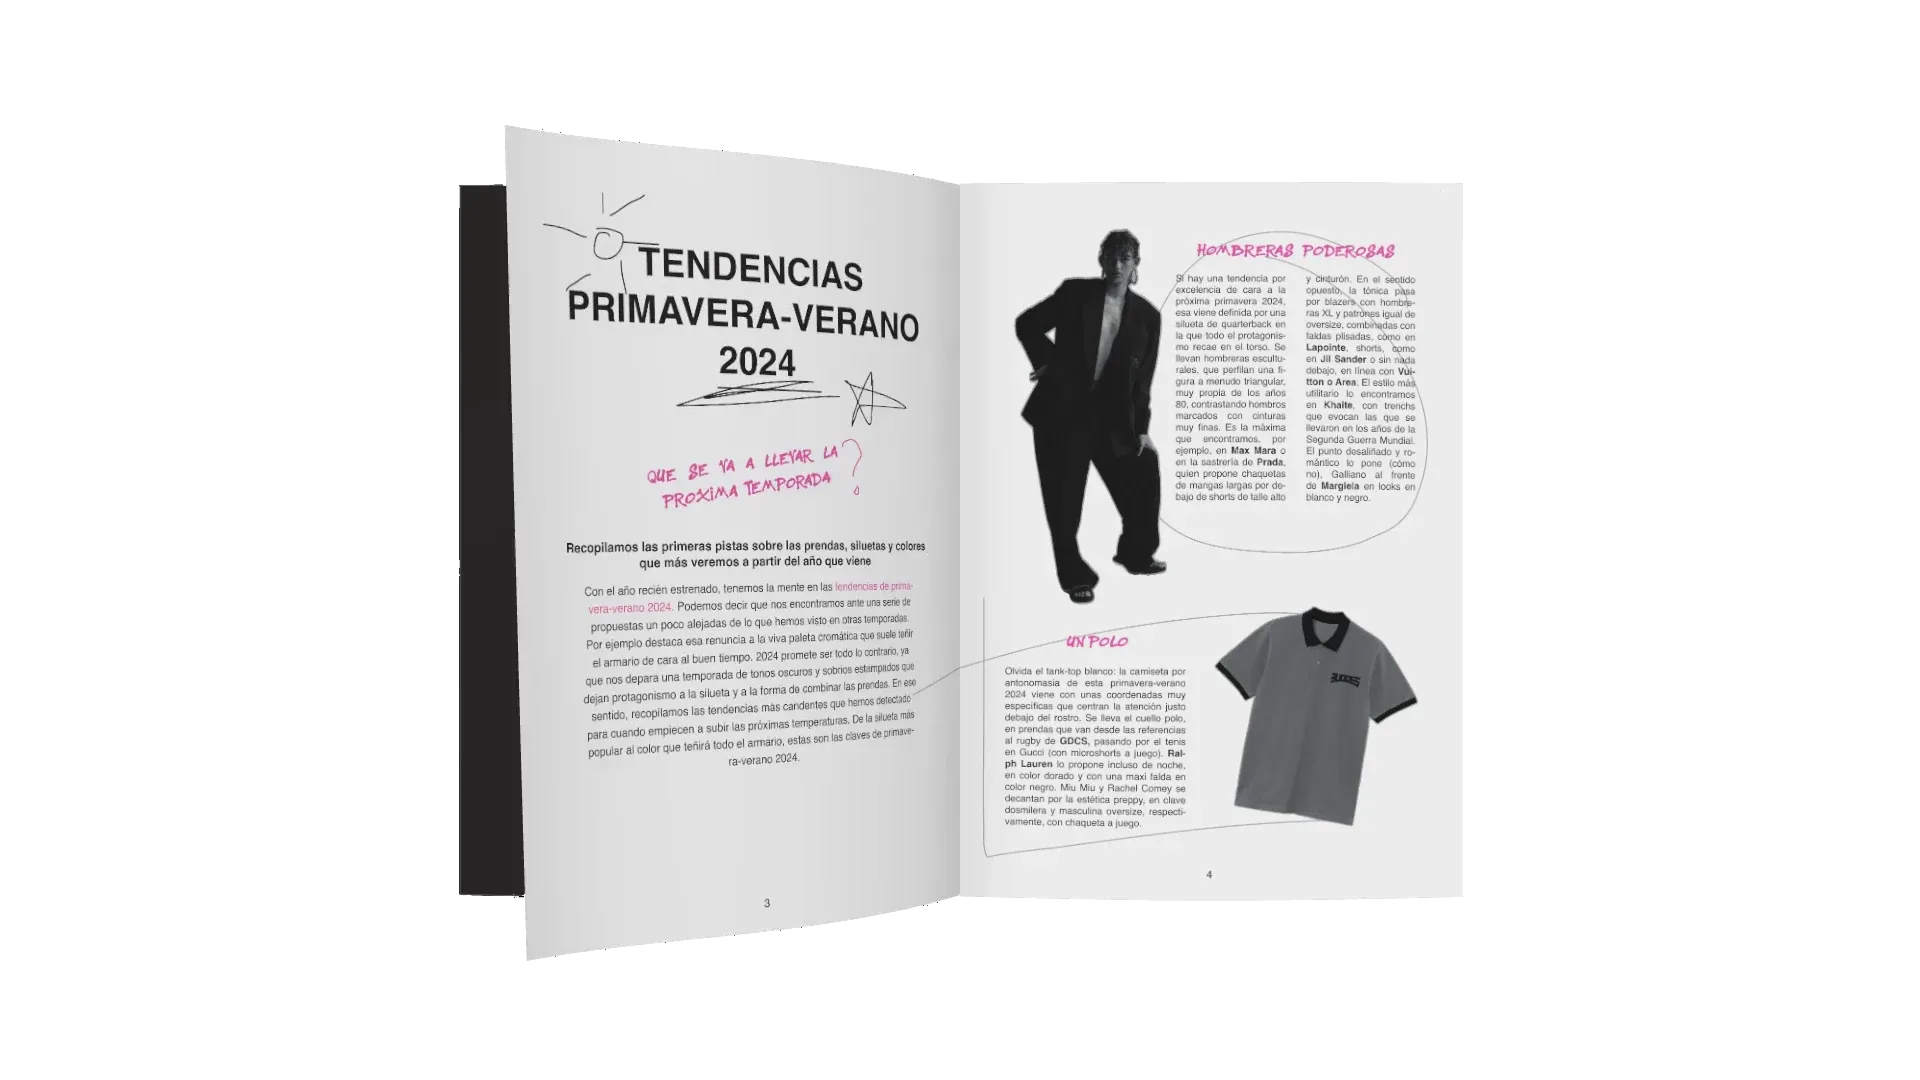 TENDENCIAS
PRIMAVERA-VERANO
2024
QUE SE VA A LLEVAR LA
PROXIMA TEMPORADA ?
Recopilamos las primeras pistas sobre las prendas, siluetas y colores
que más veremos a partir del año que viene
Con el año recién estrenado, tenemos la mente en las tendencias de prima-
vera-verano 2024. Podemos decir que nos encontramos ante una serie de
propuestas un poco alejadas de lo que hemos visto en otras temporadas.
Por ejemplo destaca esa renuncia a la viva paleta cromática que suele teñir
el armario de cara al buen tiempo. 2024 promete ser todo lo contrario, ya
que nos depara una temporada de tonos oscuros y sobrios estampados que
dejan protagonismo a la silueta y a la forma de combinar las prendas. En ese
sentido, recopilamos las tendencias más candentes que hemos detectado
para cuando empiecen a subir las próximas temperaturas. De la silueta más
popular al color que teñirá todo el armario, estas son las claves de primave-
ra-verano 2024.
3
HOMBRERAS PODEROSAS
Si hay una tendencia por
excelencia de cara a la
próxima primavera 2024,
esa viene definida por una
silueta de quarterback en
la que todo el protagonis-
mo recae en el torso. Se
llevan hombreras escultu-
rales, que perfilan una fi-
gura a menudo triangular,
muy propia de los años
80, contrastando hombros
marcados con cinturas
muy finas. Es la máxima
que encontramos, por
ejemplo, en Max Mara o
en la sastrería de Prada,
quien propone chaquetas
de mangas largas por de-
bajo de shorts de talle alto
y cinturón. En el sentido
opuesto, la tónica pasa
por blazers con hombre-
ras XL y patrones igual de
oversize, combinadas con
faldas plisadas, cómo en
Lapointe, shorts, como
en Jil Sander o sin nada
debajo, en línea con Vui-
tton o Area. El estilo más
utilitario lo encontramos
en Khaite, con trenchs
que evocan las que se
llevaron en los años de la
Segunda Guerra Mundial.
El punto desaliñado y ro-
mántico lo pone (cómo
no), Galliano al frente
de Margiela en looks en
blanco y negro.
UN POLO
Olvida el tank-top blanco: la camiseta por
antonomasia de esta primavera-verano
2024 viene con unas coordenadas muy
específicas que centran la atención justo
debajo del rostro. Se lleva el cuello polo,
en prendas que van desde las referencias
al rugby de GDCS, pasando por el tenis
en Gucci (con microshorts a juego). Ral-
ph Lauren lo propone incluso de noche,
en color dorado y con una maxi falda en
color negro. Miu Miu y Rachel Comey se
decantan por la estética preppy, en clave
dosmilera y masculina oversize, respecti-
vamente, con chaqueta a juego.
4